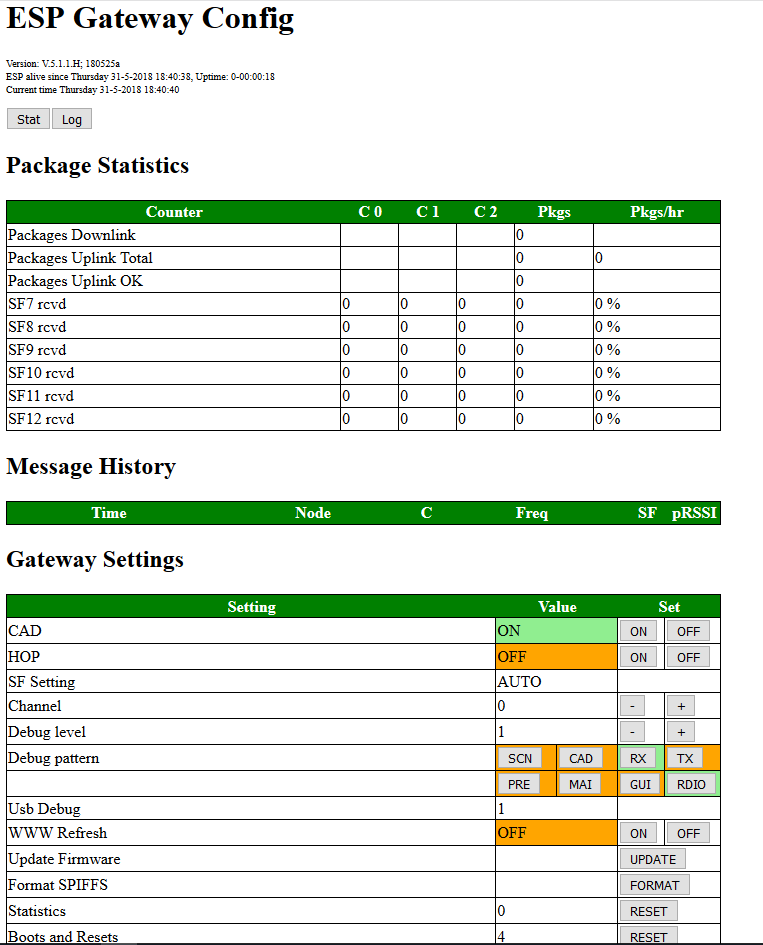 ESP Gateway Config
Version: V.5.1.1.H; 180525a
ESP alive since Thursday 31-5-2018 18:40:38, Uptime: 0-00:00:18
Current time Thursday 31-5-2018 18:40:40
Stat Log
Package Statistics
Counter C 0 C 1 C 2 Pkgs Pkgs/hr
Packages Downlink 0
Packages Uplink Total 0 0
Packages Uplink OK 0
SF7 rcvd 0 0 0 0 0 %
SF8 rcvd 0 0 0 0 0 %
SF9 rcvd 0 0 0 0 0 %
SF10 rcvd 0 0 0 0 0 %
SF11 rcvd 0 0 0 0 0 %
SF12 rcvd 0 0 0 0 0 %
Message History
Time Node C Freq SF pRSSI
Gateway Settings
Setting Value Set
CAD ON ON OFF
HOP OFF ON OFF
SF Setting AUTO
Channel 0 - +
Debug level 1 - +
Debug pattern SCN CAD RX TX
PRE MAI GUI RDIO
Usb Debug 1
WWW Refresh OFF ON OFF
Update Firmware UPDATE
Format SPIFFS FORMAT
Statistics 0 RESET
Boots and Resets 4 RESET